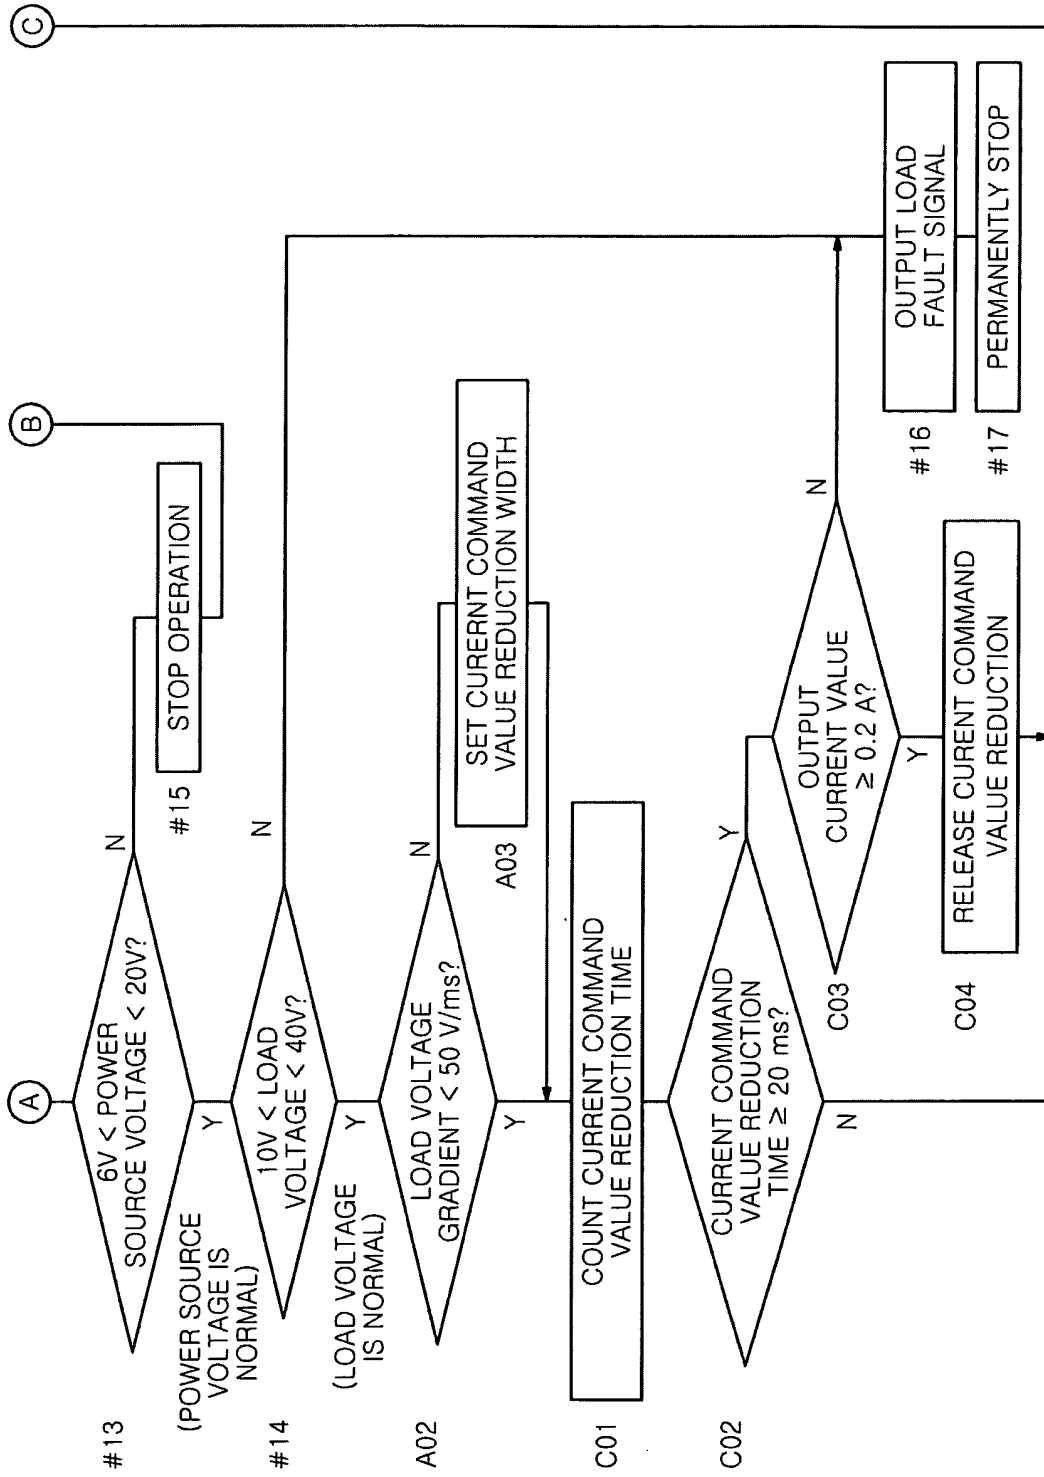 A
B
C
#13
6V < POWER
SOURCE VOLTAGE < 20V?
N
Y
#15
STOP OPERATION
(POWER SOURCE
VOLTAGE IS
NORMAL)
#14
10V < LOAD
VOLTAGE < 40V?
N
Y
(LOAD VOLTAGE
IS NORMAL)
A02
LOAD VOLTAGE
GRADIENT < 50 V/ms?
N
Y
A03
SET CURERNT COMMAND
VALUE REDUCTION WIDTH
C01
COUNT CURRENT COMMAND
VALUE REDUCTION TIME
C02
CURRENT COMMAND
VALUE REDUCTION
TIME ≥ 20 ms?
Y
N
C03
OUTPUT
CURRENT VALUE
≥ 0.2 A?
N
Y
#16
OUTPUT LOAD
FAULT SIGNAL
#17
PERMANENTLY STOP
C04
RELEASE CURENT COMMAND
VALUE REDUCTION